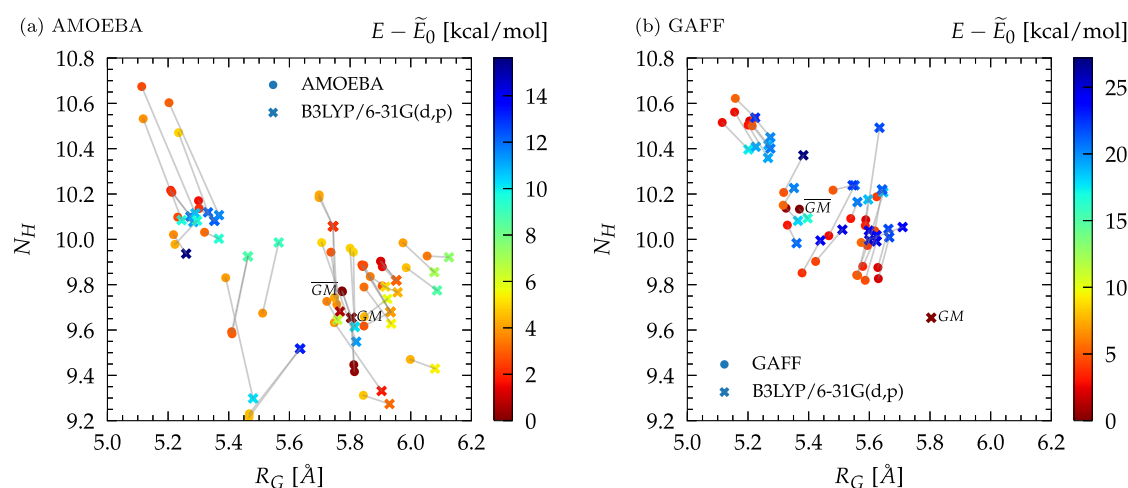 (a) AMOEBA
E − Ẽ₀ [kcal/mol]
10.8
10.6
10.4
10.2
10.0
9.8
9.6
9.4
9.2
N_H
AMOEBA
B3LYP/6-31G(d,p)
GM
GM
5.0 5.2 5.4 5.6 5.8 6.0 6.2
R_G [Å]
14
12
10
8
6
4
2
0
(b) GAFF
E − Ẽ₀ [kcal/mol]
10.8
10.6
10.4
10.2
10.0
9.8
9.6
9.4
9.2
N_H
G̅M̅
GM
GAFF
B3LYP/6-31G(d,p)
5.0 5.2 5.4 5.6 5.8 6.0 6.2
R_G [Å]
25
20
15
10
5
0